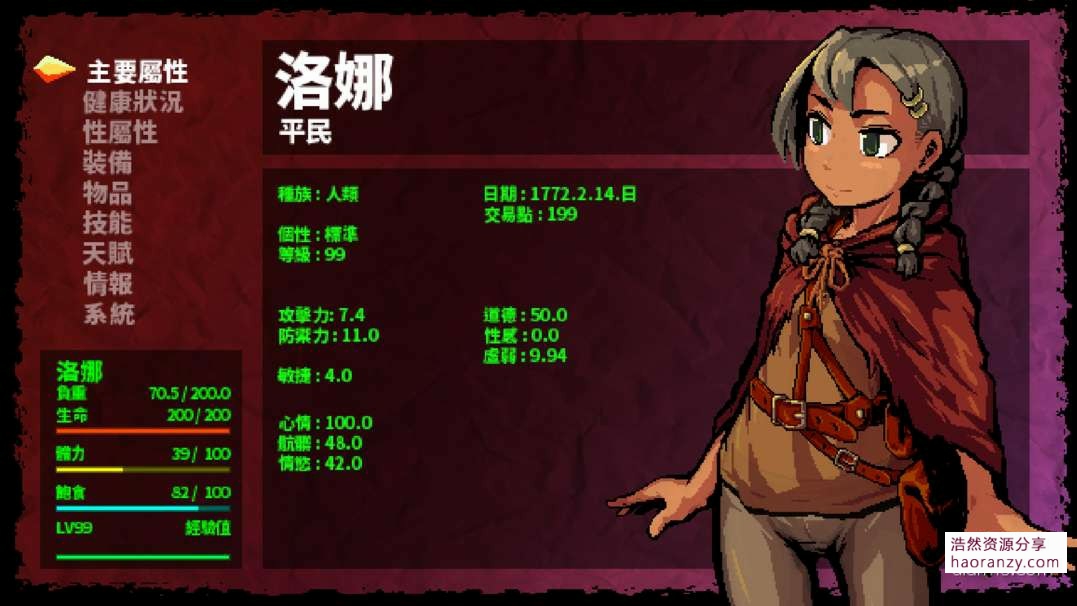 主要屬性
健康狀況
性屬性
裝備
物品
技能
天賦
情報
系統
洛娜
平民
種族 : 人類
日期 : 1772.2.14.日
交易點 : 199
個性 : 標準
等級 : 99
攻擊力: 7.4
道德 : 50.0
防禦力 : 11.0
性感 : 0.0
虛弱 : 9.94
敏捷 : 4.0
心情 : 100.0
骯髒 : 48.0
情慾 : 42.0
洛娜
負重 70.5 / 200.0
生命 200 / 200
體力 39 / 100
飽食 82 / 100
LV99 經驗值
浩然资源分享
haoranzy.com